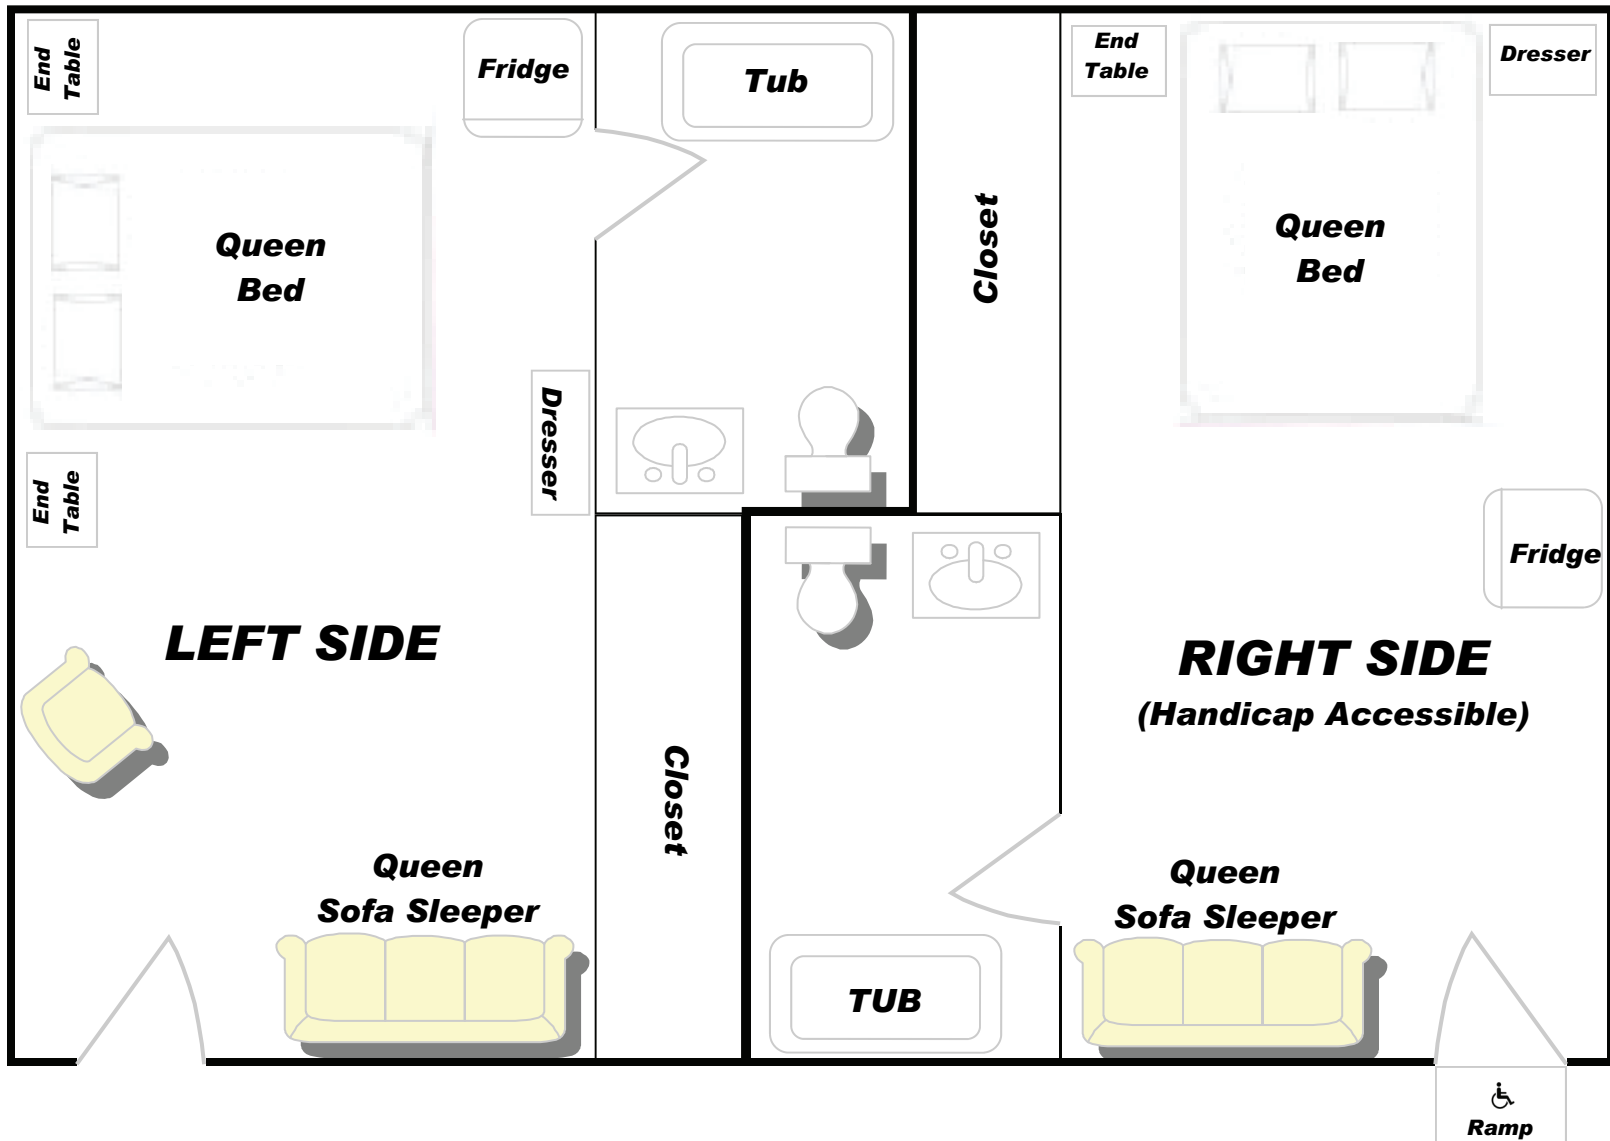 End
Table
Fridge
Tub
End
Table
Dresser
Queen
Bed
Closet
Queen
Bed
Dresser
End
Table
Fridge
LEFT SIDE
RIGHT SIDE
(Handicap Accessible)
Closet
Queen
Sofa Sleeper
Queen
Sofa Sleeper
TUB
Ramp